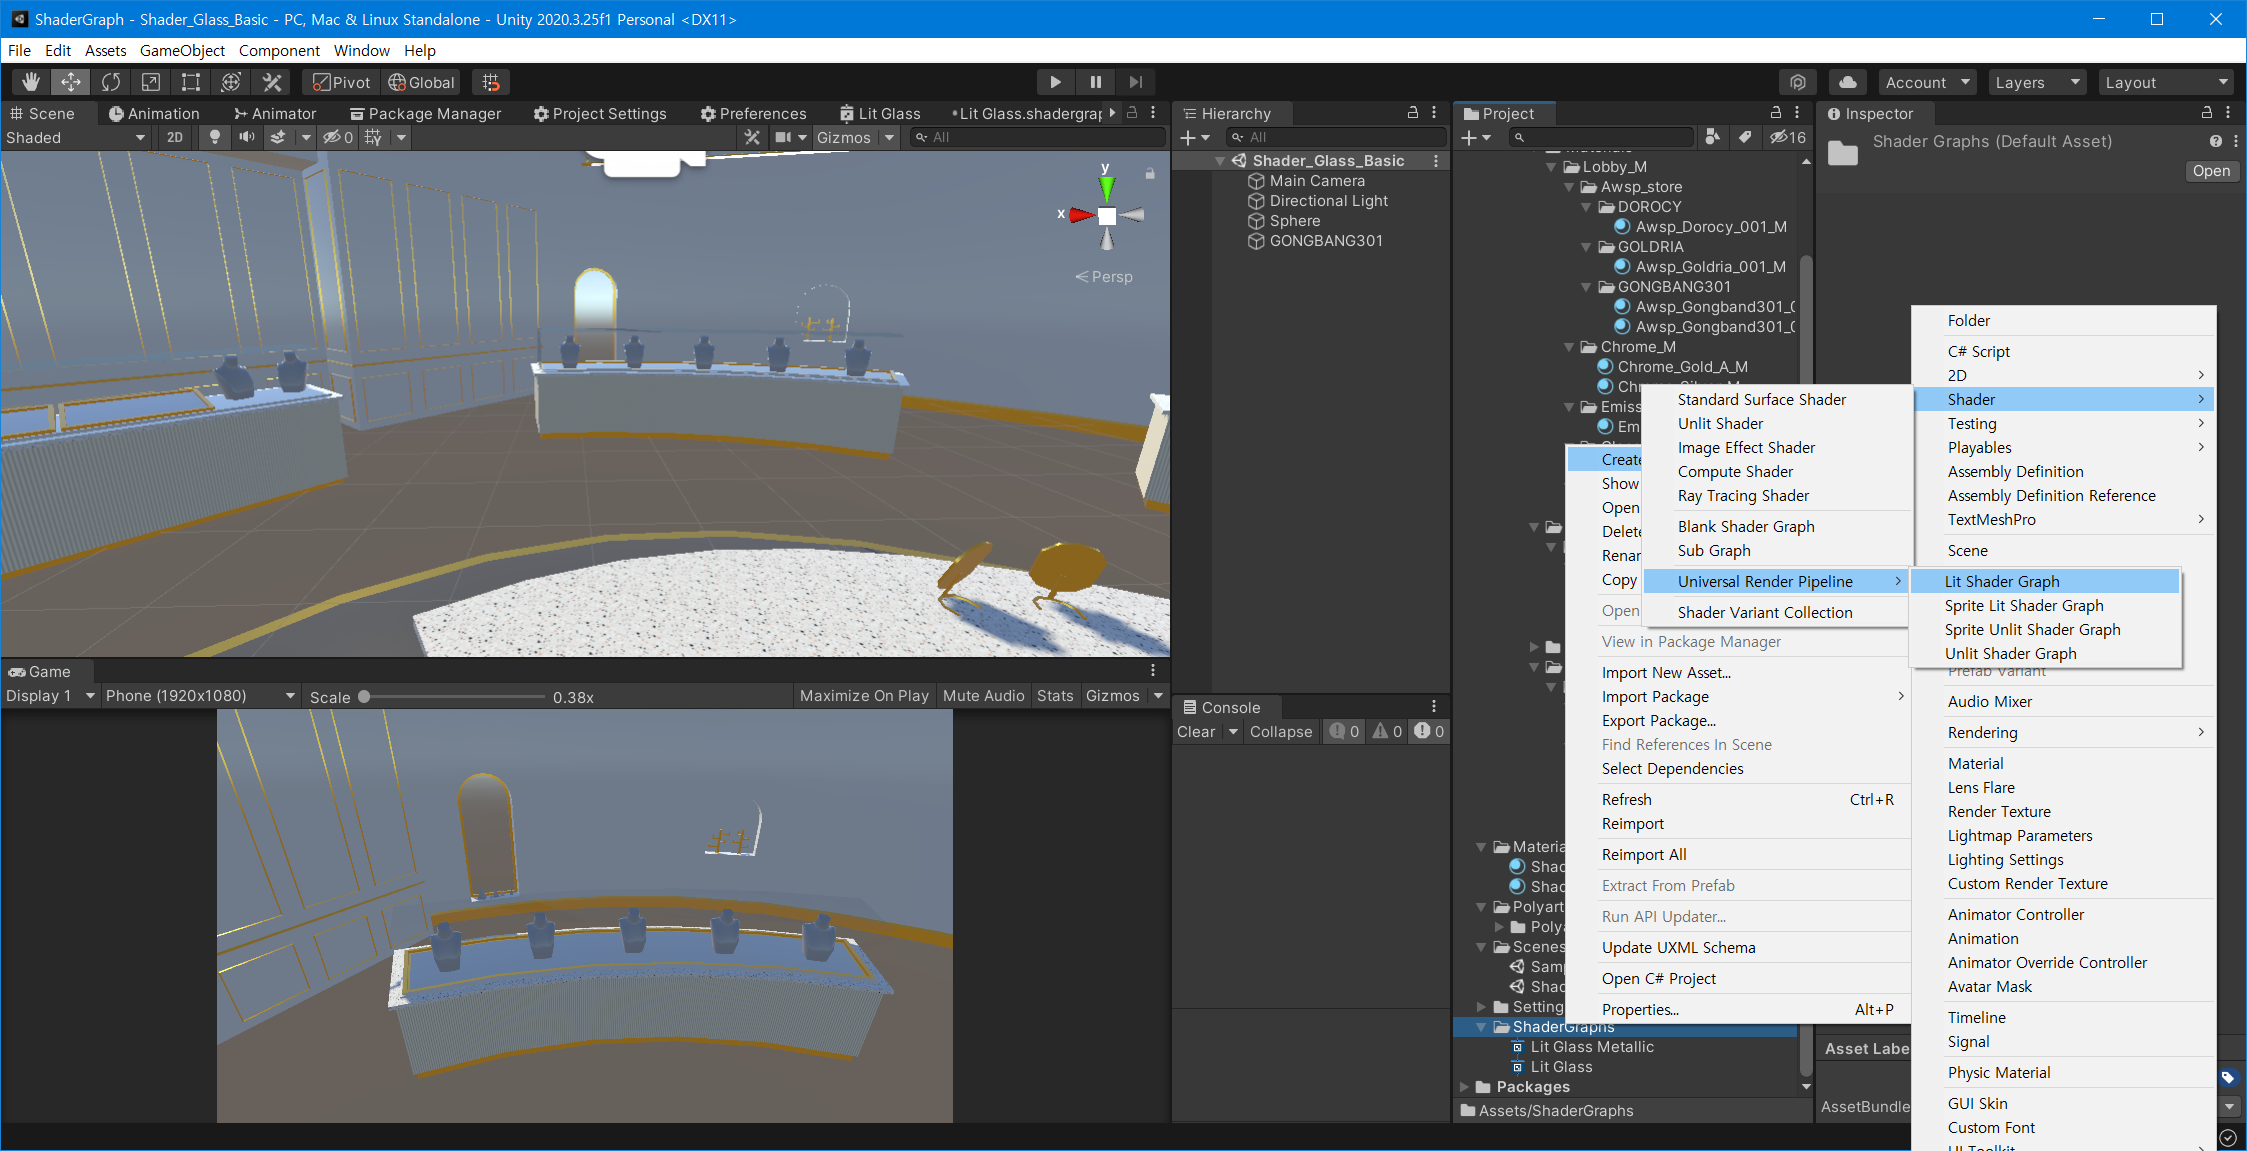 ShaderGraph - Shader_Glass_Basic - PC, Mac & Linux Standalone - Unity 2020.3.25f1 Personal <DX11>
File Edit Assets GameObject Component Window Help
Pivot Global Account Layers Layout
Scene Animation Animator Package Manager Project Settings Preferences Lit Glass Lit Glass.shadergrap
Shaded 2D 0 Gizmos All
y
x
Persp
Hierarchy
All
Shader_Glass_Basic
Main Camera
Directional Light
Sphere
GONGBANG301
Project
16
Lobby_M
Awsp_store
DOROCY
Awsp_Dorocy_001_M
GOLDRIA
Awsp_Goldria_001_M
GONGBANG301
Awsp_Gongband301_0
Awsp_Gongband301_0
Chrome_M
Chrome_Gold_A_M
Emiss
Em
Inspector
Shader Graphs (Default Asset)
Open
Folder
C# Script
2D
Shader
Testing
Playables
Assembly Definition
Assembly Definition Reference
TextMeshPro
Scene
Prefab Variant
Audio Mixer
Rendering
Material
Lens Flare
Render Texture
Lightmap Parameters
Lighting Settings
Custom Render Texture
Animator Controller
Animation
Animator Override Controller
Avatar Mask
Timeline
Signal
Physic Material
GUI Skin
Custom Font
UI Toolkit
Standard Surface Shader
Unlit Shader
Image Effect Shader
Compute Shader
Ray Tracing Shader
Blank Shader Graph
Sub Graph
Universal Render Pipeline
Shader Variant Collection
Lit Shader Graph
Sprite Lit Shader Graph
Sprite Unlit Shader Graph
Unlit Shader Graph
Create
Show
Open
Delete
Renar
Copy
Open
View in Package Manager
Import New Asset...
Import Package
Export Package...
Find References In Scene
Select Dependencies
Refresh Ctrl+R
Reimport
Reimport All
Extract From Prefab
Run API Updater...
Update UXML Schema
Open C# Project
Properties... Alt+P
Materia
Shad
Shad
Polyart
Polya
Scenes
Samp
Shad
Setting
ShaderGraphs
Lit Glass Metallic
Lit Glass
Packages
Assets/ShaderGraphs
Asset Labe
AssetBundle
Game
Display 1 Phone (1920x1080) Scale 0.38x Maximize On Play Mute Audio Stats Gizmos
Console
Clear Collapse 0 0 0